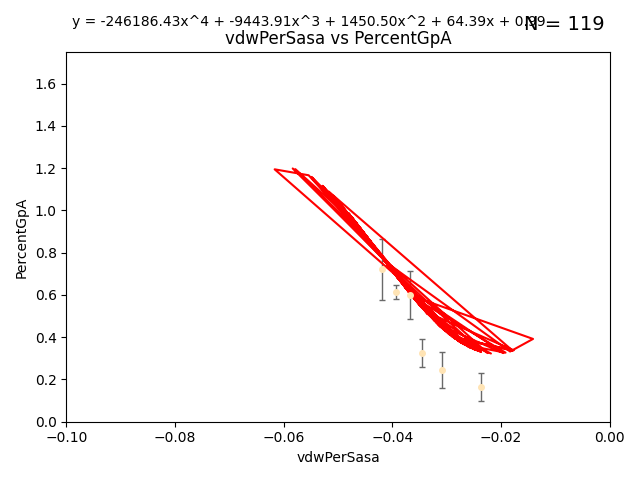 y = -246186.43x^4 + -9443.91x^3 + 1450.50x^2 + 64.39x + 
N = 119
vdwPerSasa vs PercentGpA
PercentGpA
1.6
1.4
1.2
1.0
0.8
0.6
0.4
0.2
0.0
−0.10 −0.08 −0.06 −0.04 −0.02 0.00
vdwPerSasa